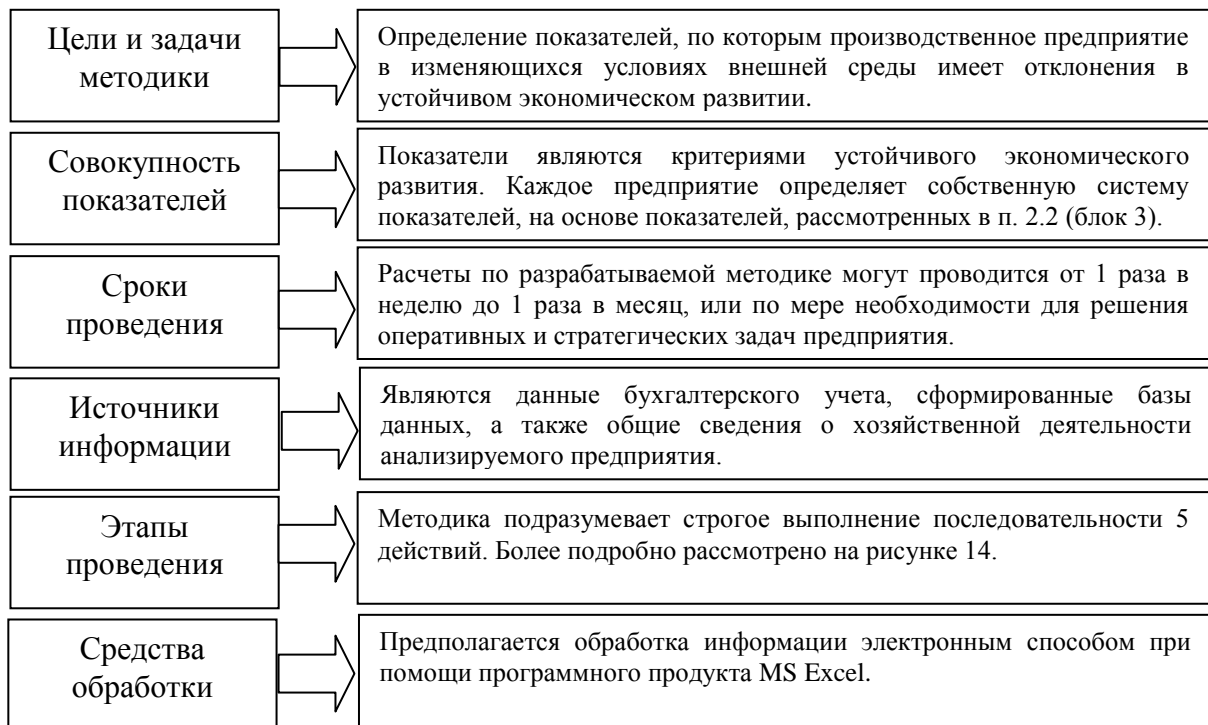 Цели и задачи
методики
Определение показателей, по которым производственное предприятие
в изменяющихся условиях внешней среды имеет отклонения в
устойчивом экономическом развитии.
Совокупность
показателей
Показатели являются критериями устойчивого экономического
развития. Каждое предприятие определяет собственную систему
показателей, на основе показателей, рассмотренных в п. 2.2 (блок 3).
Сроки
проведения
Расчеты по разрабатываемой методике могут проводится от 1 раза в
неделю до 1 раза в месяц, или по мере необходимости для решения
оперативных и стратегических задач предприятия.
Источники
информации
Являются данные бухгалтерского учета, сформированные базы
данных, а также общие сведения о хозяйственной деятельности
анализируемого предприятия.
Этапы
проведения
Методика подразумевает строгое выполнение последовательности 5
действий. Более подробно рассмотрено на рисунке 14.
Средства
обработки
Предполагается обработка информации электронным способом при
помощи программного продукта MS Excel.